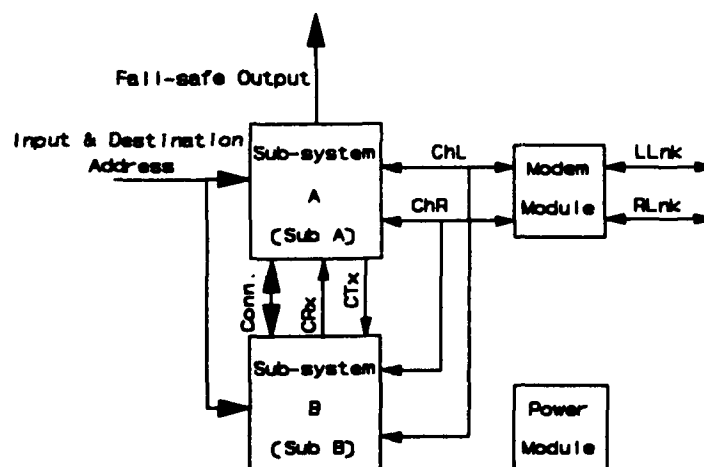 Fail-safe Output
Input & Destination
Address
Sub-system
A
(Sub A)
ChL
ChR
Modem
Module
LLnk
RLnk
Conn.
CRx
CTx
Sub-system
B
(Sub B)
Power
Module